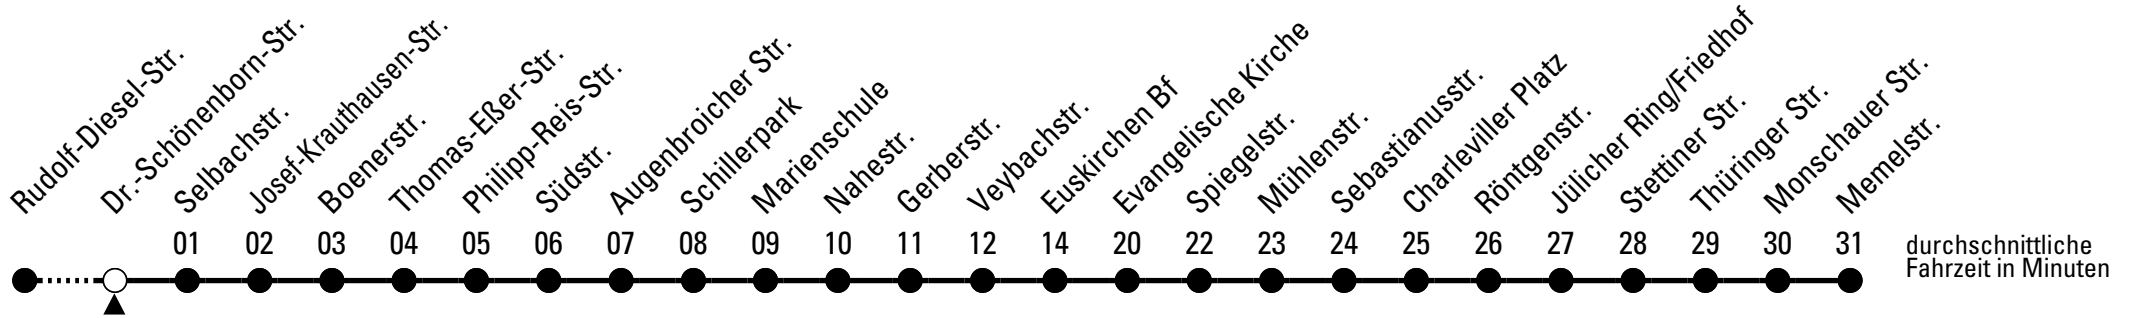 Rudolf-Diesel-Str.
Dr.-Schönenborn-Str.
Selbachstr.
Josef-Krauthausen-Str.
Boenerstr.
Thomas-Eßer-Str.
Philipp-Reis-Str.
Südstr.
Augenbroicher Str.
Schillerpark
Marienschule
Nahestr.
Gerberstr.
Veybachstr.
Euskirchen Bf
Evangelische Kirche
Spiegelstr.
Mühlenstr.
Sebastianusstr.
Charleviller Platz
Röntgenstr.
Jülicher Ring/Friedhof
Stettiner Str.
Thüringer Str.
Monschauer Str.
Memelstr.
01 02 03 04 05 06 07 08 09 10 11 12 14 20 22 23 24 25 26 27 28 29 30 31
durchschnittliche
Fahrzeit in Minuten